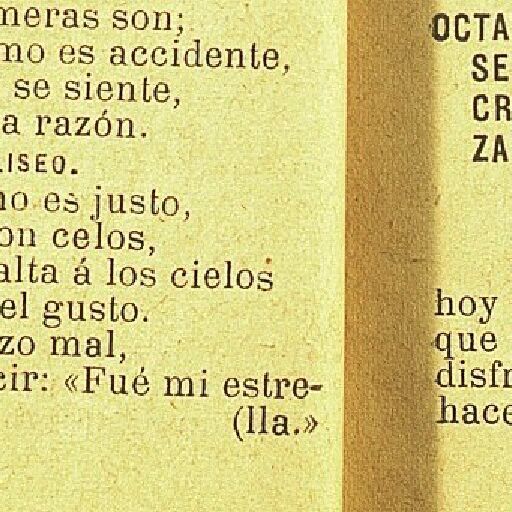 meras son;
mo es accidente,
se siente,
a razón.
LISEO.
no es justo,
on celos,
alta á los cielos
el gusto.
zo mal,
cir: «Fué mi estre-
(lla.»
OCTA
SE
CR
ZA
hoy
que
disfr
hace